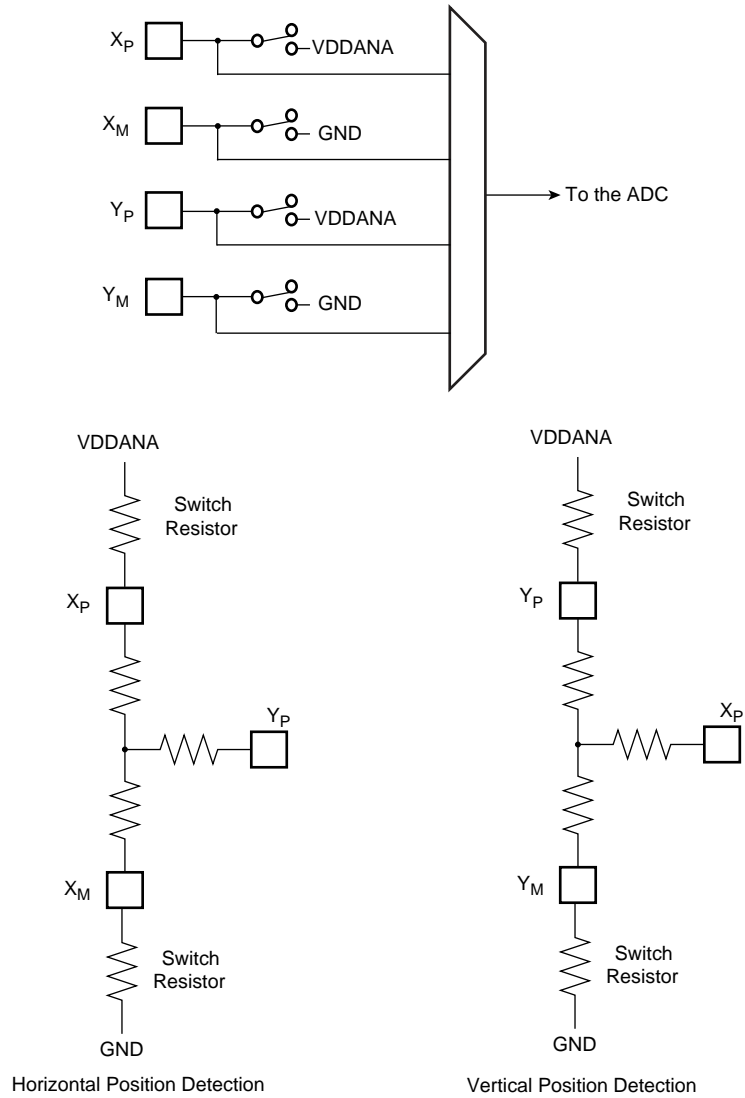 XP
VDDANA
XM
GND
YP
VDDANA
YM
GND
To the ADC
VDDANA
Switch
Resistor
XP
YP
XM
Switch
Resistor
GND
Horizontal Position Detection
VDDANA
Switch
Resistor
YP
XP
YM
Switch
Resistor
GND
Vertical Position Detection